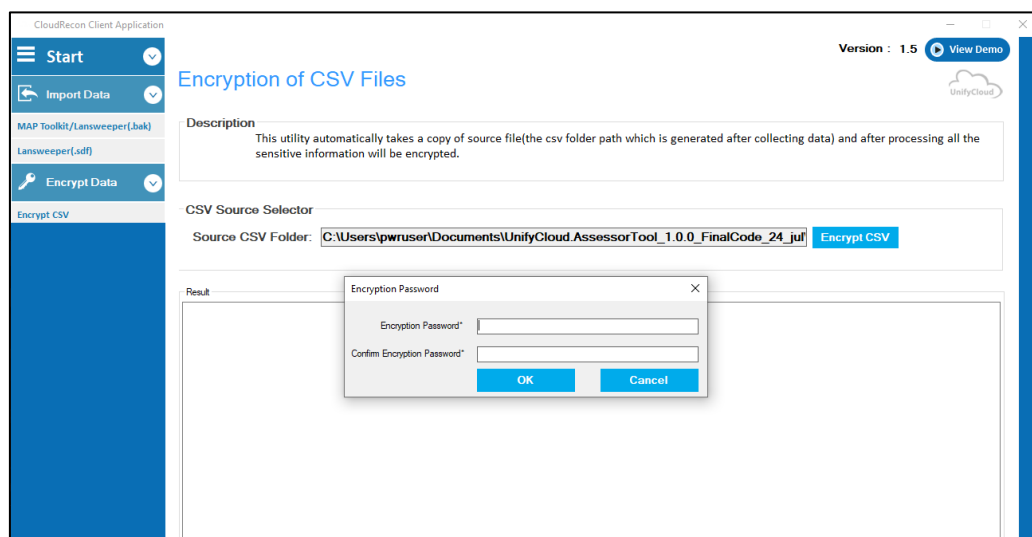 CloudRecon Client Application
Start
Version : 1.5
View Demo
Encryption of CSV Files
Import Data
UnifyCloud
MAP Toolkit/Lansweeper(.bak)
Description
This utility automatically takes a copy of source file(the csv folder path which is generated after collecting data) and after processing all the
sensitive information will be encrypted.
Lansweeper(.sdf)
Encrypt Data
Encrypt CSV
CSV Source Selector
Source CSV Folder: C:\Users\pwruser\Documents\UnifyCloud.AssessorTool_1.0.0_FinalCode_24_jul\ Encrypt CSV
Result
Encryption Password
Encryption Password*
Confirm Encryption Password*
OK Cancel